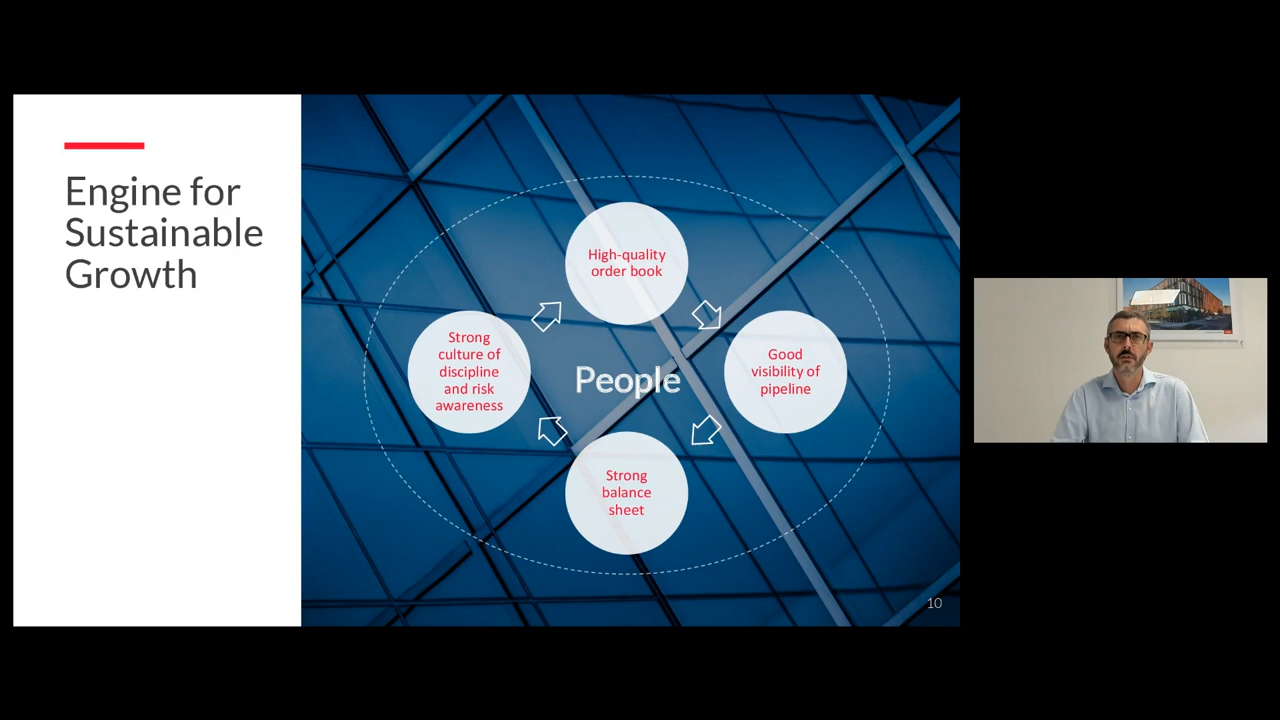 Engine for
Sustainable
Growth
High-quality
order book
Strong
culture of
discipline
and risk
awareness
People
Good
visibility of
pipeline
Strong
balance
sheet
10